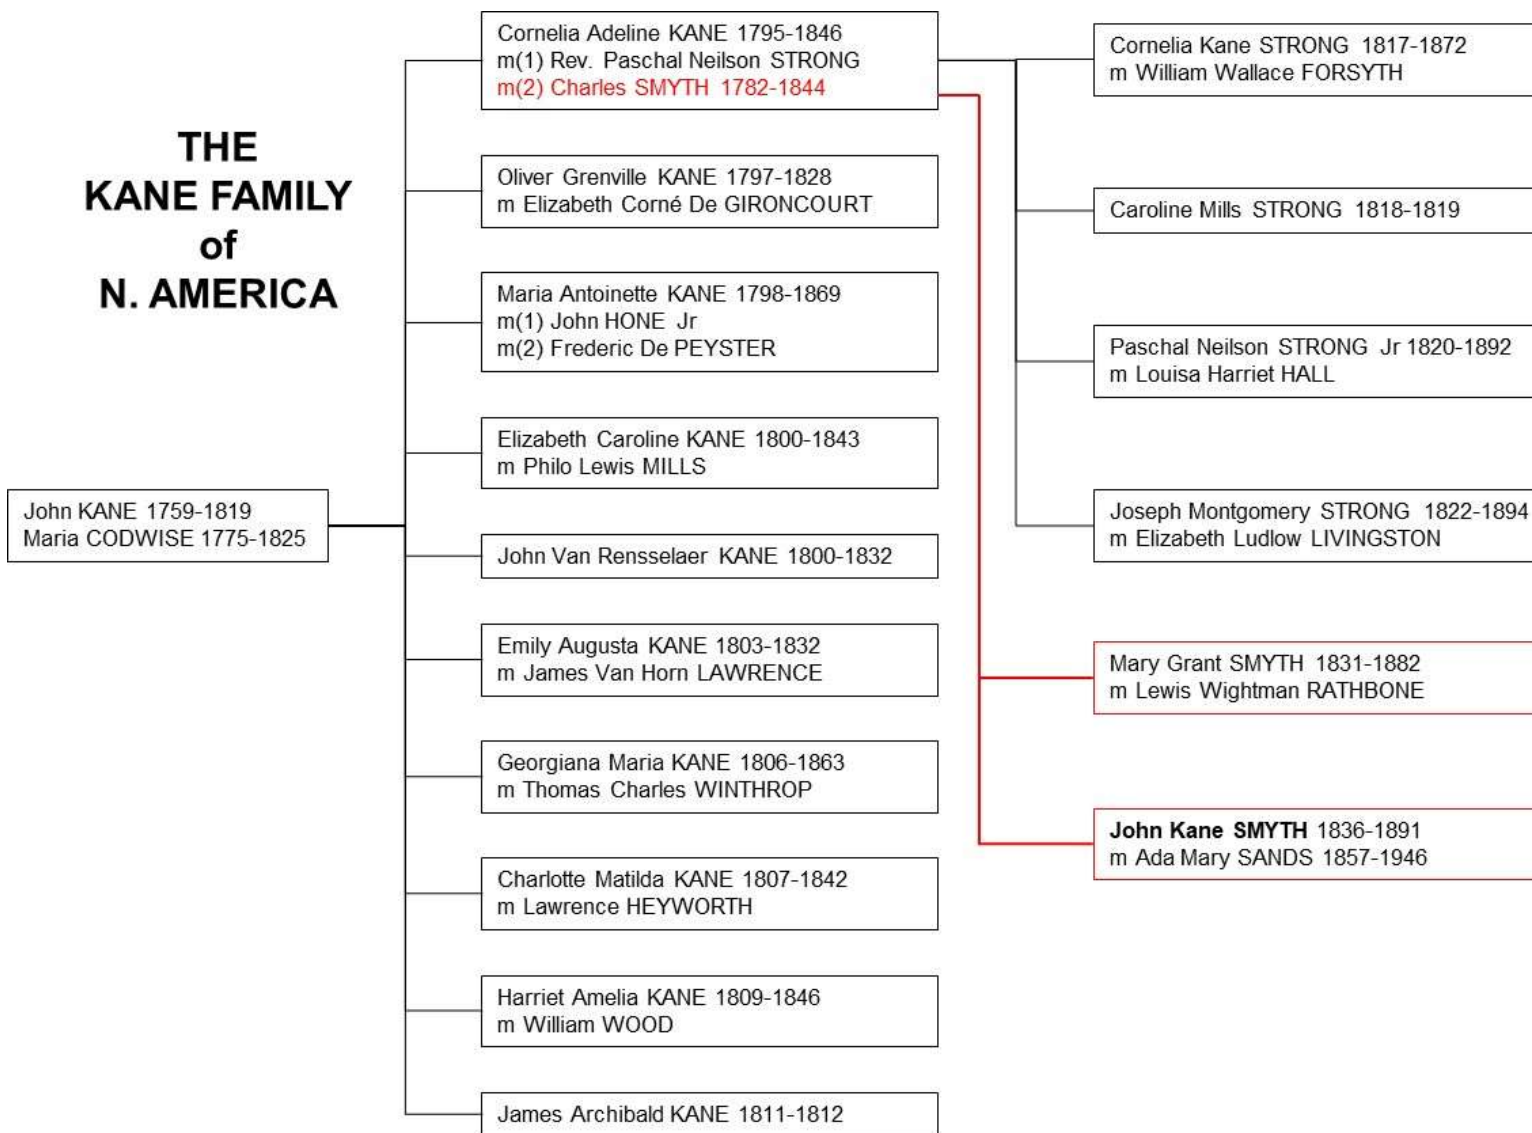 THE
KANE FAMILY
of
N. AMERICA
John KANE 1759-1819
Maria CODWISE 1775-1825
Cornelia Adeline KANE 1795-1846
m(1) Rev. Paschal Neilson STRONG
m(2) Charles SMYTH 1782-1844
Oliver Grenville KANE 1797-1828
m Elizabeth Corné De GIRONCOURT
Maria Antoinette KANE 1798-1869
m(1) John HONE Jr
m(2) Frederic De PEYSTER
Elizabeth Caroline KANE 1800-1843
m Philo Lewis MILLS
John Van Rensselaer KANE 1800-1832
Emily Augusta KANE 1803-1832
m James Van Horn LAWRENCE
Georgiana Maria KANE 1806-1863
m Thomas Charles WINTHROP
Charlotte Matilda KANE 1807-1842
m Lawrence HEYWORTH
Harriet Amelia KANE 1809-1846
m William WOOD
James Archibald KANE 1811-1812
Cornelia Kane STRONG 1817-1872
m William Wallace FORSYTH
Caroline Mills STRONG 1818-1819
Paschal Neilson STRONG Jr 1820-1892
m Louisa Harriet HALL
Joseph Montgomery STRONG 1822-1894
m Elizabeth Ludlow LIVINGSTON
Mary Grant SMYTH 1831-1882
m Lewis Wightman RATHBONE
John Kane SMYTH 1836-1891
m Ada Mary SANDS 1857-1946